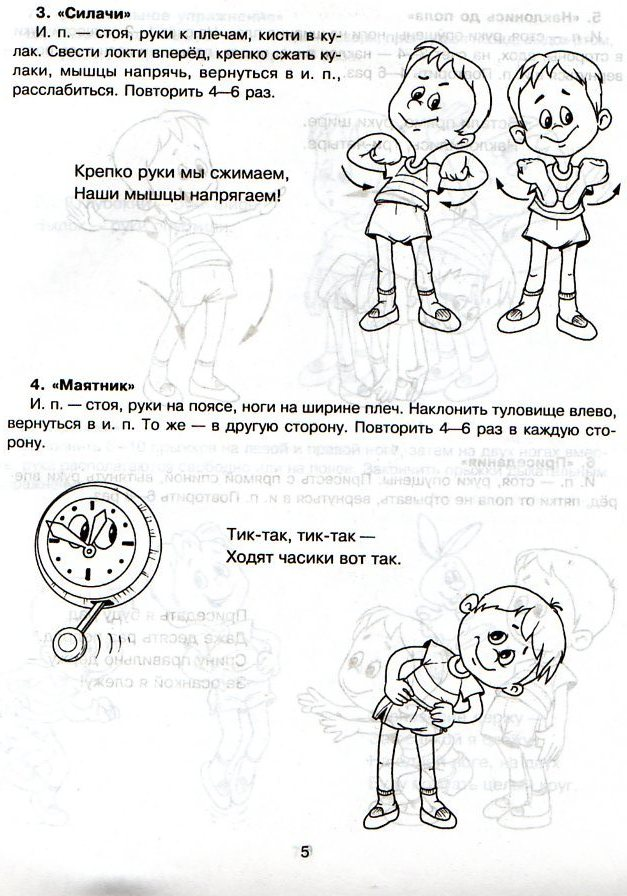 3. «Силачи»
И. п. — стоя, руки к плечам, кисти в ку-
лак. Свести локти вперёд, крепко сжать ку-
лаки, мышцы напрячь, вернуться в и. п.,
расслабиться. Повторить 4—6 раз.
Крепко руки мы сжимаем,
Наши мышцы напрягаем!
4. «Маятник»
И. п. — стоя, руки на поясе, ноги на ширине плеч. Наклонить туловище влево,
вернуться в и. п. То же — в другую сторону. Повторить 4—6 раз в каждую сто-
рону.
Тик-так, тик-так —
Ходят часики вот так.
5